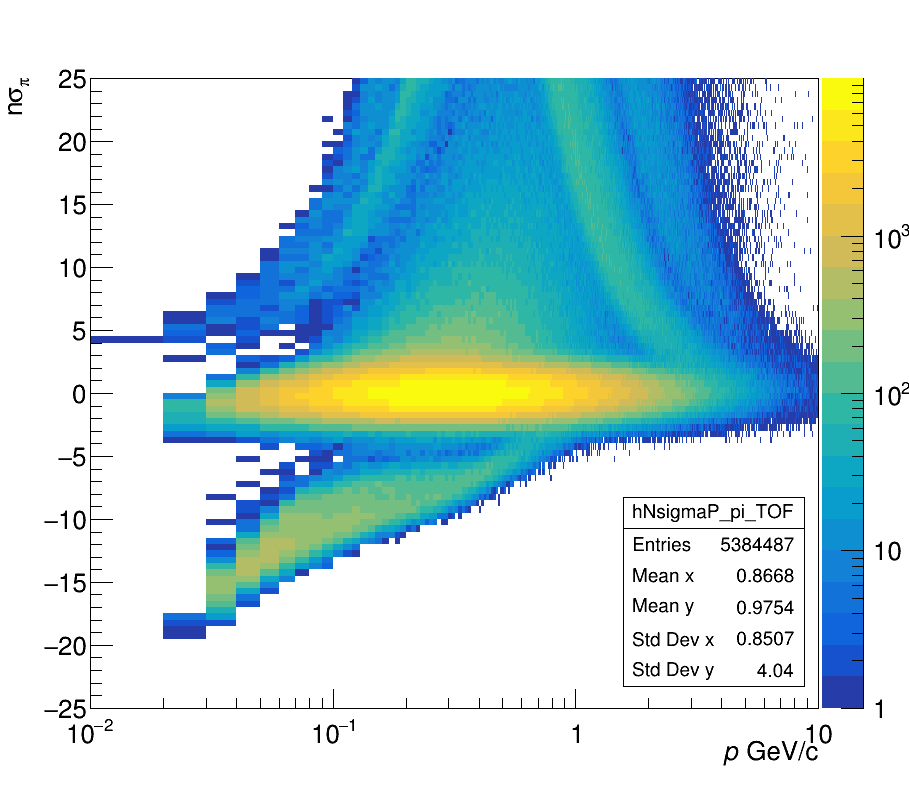 nσπ
25
20
15
10
5
0
−5
−10
−15
−20
−25
10−2
10−1
1
10
p GeV/c
103
102
10
1
hNsigmaP_pi_TOF
Entries 5384487
Mean x 0.8668
Mean y 0.9754
Std Dev x 0.8507
Std Dev y 4.04